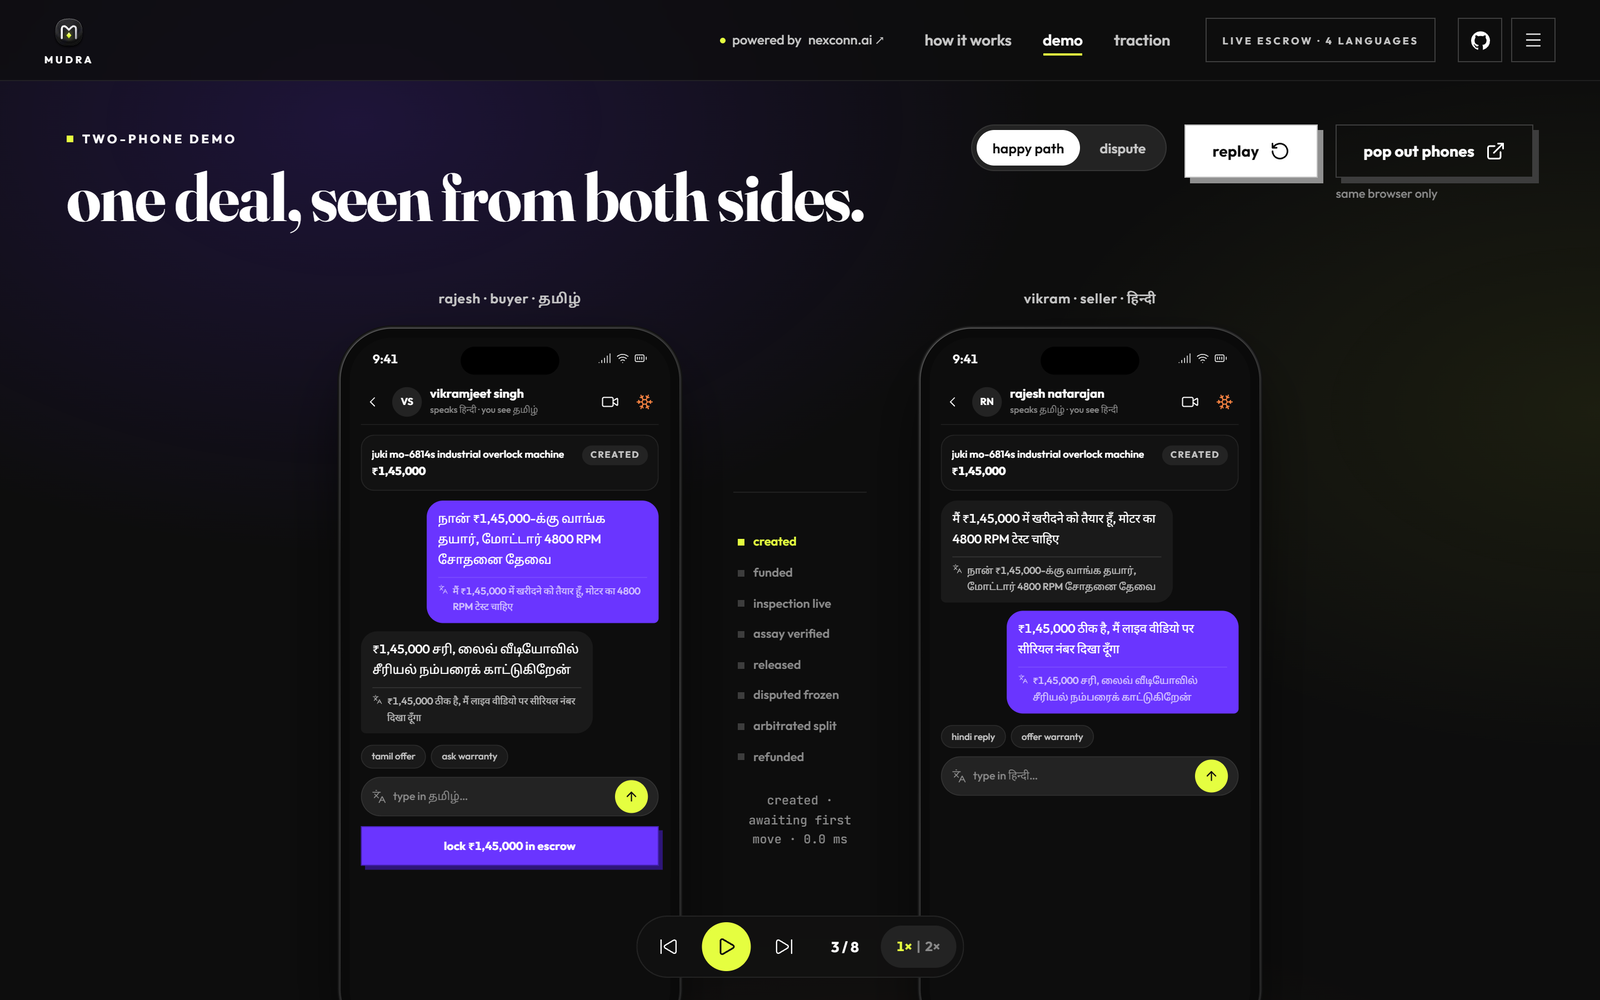 MUDRA
powered by nexconn.ai ↗
how it works
demo
traction
LIVE ESCROW · 4 LANGUAGES
TWO-PHONE DEMO
one deal, seen from both sides.
happy path
dispute
replay
pop out phones
same browser only
rajesh · buyer · தமிழ்
9:41
VS
vikramjeet singh
speaks हिन्दी · you see தமிழ்
juki mo-6814s industrial overlock machine
₹1,45,000
CREATED
நான் ₹1,45,000-க்கு வாங்க
தயார், மோட்டார் 4800 RPM
சோதனை தேவை
मैं ₹1,45,000 में खरीदने को तैयार हूँ, मोटर का 4800
RPM टेस्ट चाहिए
₹1,45,000 சரி, லைவ் வீடியோவில்
சீரியல் நம்பரைக் காட்டுகிறேன்
₹1,45,000 ठीक है, मैं लाइव वीडियो पर सीरियल नंबर
दिखा दूँगा
tamil offer
ask warranty
type in தமிழ்...
lock ₹1,45,000 in escrow
created
funded
inspection live
assay verified
released
disputed frozen
arbitrated split
refunded
created ·
awaiting first
move · 0.0 ms
vikram · seller · हिन्दी
9:41
RN
rajesh natarajan
speaks தமிழ் · you see हिन्दी
juki mo-6814s industrial overlock machine
₹1,45,000
CREATED
मैं ₹1,45,000 में खरीदने को तैयार हूँ, मोटर का
4800 RPM टेस्ट चाहिए
நான் ₹1,45,000-க்கு வாங்க தயார்,
மோட்டார் 4800 RPM சோதனை தேவை
₹1,45,000 ठीक है, मैं लाइव वीडियो पर
सीरियल नंबर दिखा दूँगा
₹1,45,000 சரி, லைவ் வீடியோவில்
சீரியல் நம்பரைக் காட்டுகிறேன்
hindi reply
offer warranty
type in हिन्दी...
3 / 8
1× | 2×